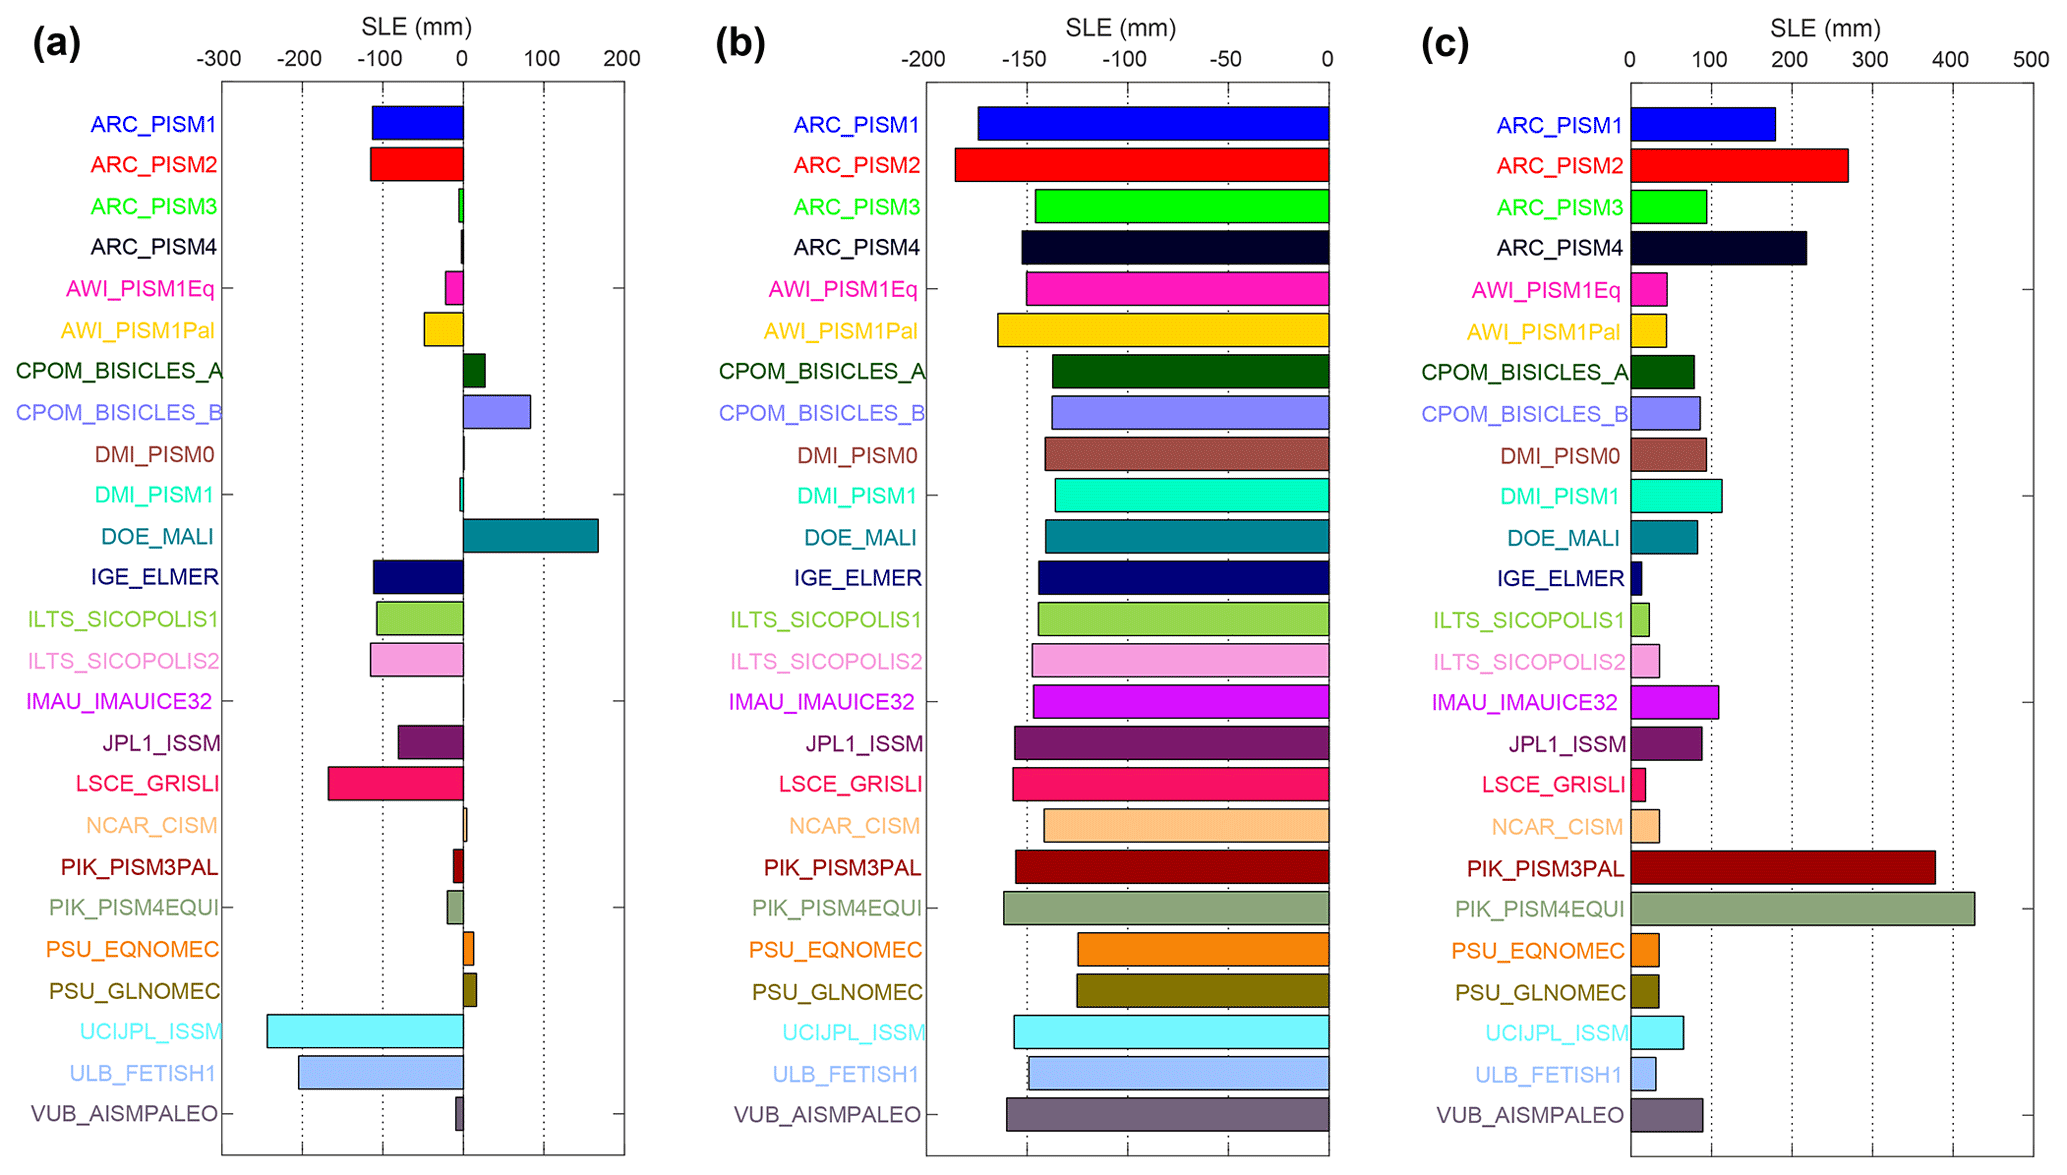 (a)
SLE (mm)
-300 -200 -100 0 100 200
ARC_PISM1
ARC_PISM2
ARC_PISM3
ARC_PISM4
AWI_PISM1Eq
AWI_PISM1Pal
CPOM_BISICLES_A
CPOM_BISICLES_B
DMI_PISM0
DMI_PISM1
DOE_MALI
IGE_ELMER
ILTS_SICOPOLIS1
ILTS_SICOPOLIS2
IMAU_IMAUICE32
JPL1_ISSM
LSCE_GRISLI
NCAR_CISM
PIK_PISM3PAL
PIK_PISM4EQUI
PSU_EQNOMEC
PSU_GLNOMEC
UCIJPL_ISSM
ULB_FETISH1
VUB_AISMPALEO
(b)
SLE (mm)
-200 -150 -100 -50 0
ARC_PISM1
ARC_PISM2
ARC_PISM3
ARC_PISM4
AWI_PISM1Eq
AWI_PISM1Pal
CPOM_BISICLES_A
CPOM_BISICLES_B
DMI_PISM0
DMI_PISM1
DOE_MALI
IGE_ELMER
ILTS_SICOPOLIS1
ILTS_SICOPOLIS2
IMAU_IMAUICE32
JPL1_ISSM
LSCE_GRISLI
NCAR_CISM
PIK_PISM3PAL
PIK_PISM4EQUI
PSU_EQNOMEC
PSU_GLNOMEC
UCIJPL_ISSM
ULB_FETISH1
VUB_AISMPALEO
(c)
SLE (mm)
0 100 200 300 400 500
ARC_PISM1
ARC_PISM2
ARC_PISM3
ARC_PISM4
AWI_PISM1Eq
AWI_PISM1Pal
CPOM_BISICLES_A
CPOM_BISICLES_B
DMI_PISM0
DMI_PISM1
DOE_MALI
IGE_ELMER
ILTS_SICOPOLIS1
ILTS_SICOPOLIS2
IMAU_IMAUICE32
JPL1_ISSM
LSCE_GRISLI
NCAR_CISM
PIK_PISM3PAL
PIK_PISM4EQUI
PSU_EQNOMEC
PSU_GLNOMEC
UCIJPL_ISSM
ULB_FETISH1
VUB_AISMPALEO